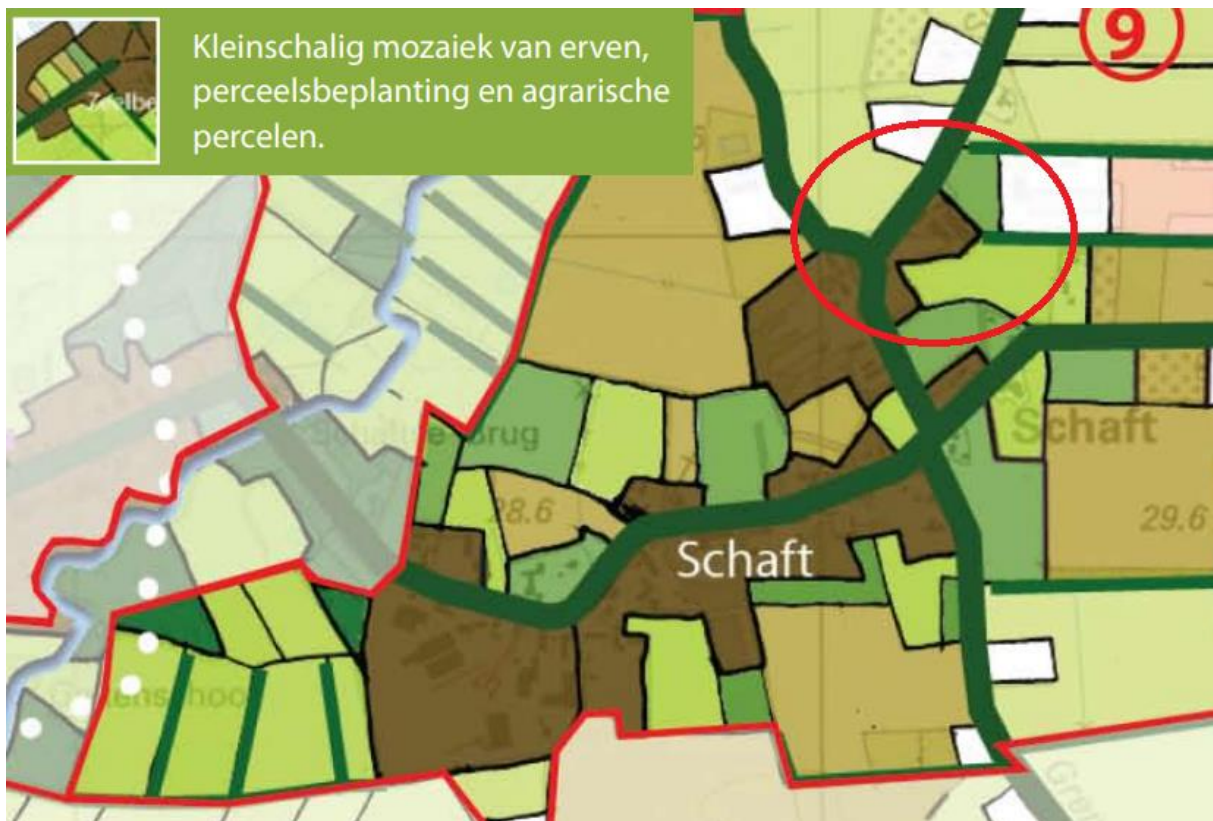 Kleinschalig mozaiek van erven,
perceelsbeplanting en agrarische
percelen.
9
Schaft
28.6
29.6
Schaft